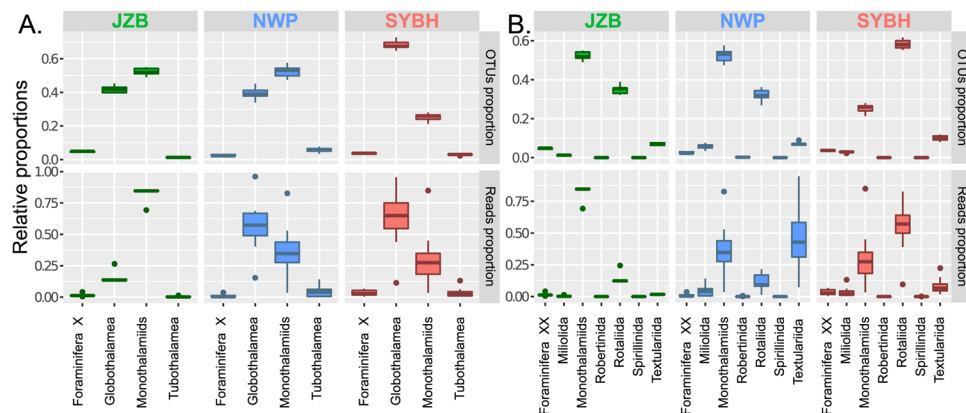 A.
JZB
NWP
SYBH
Relative proportions
0.6
0.4
0.2
0.0
OTUs proportion
1.00
0.75
0.50
0.25
0.00
Reads proportion
Foraminifera X
Globothalamea
Monothalamiids
Tubothalamea
Foraminifera X
Globothalamea
Monothalamiids
Tubothalamea
Foraminifera X
Globothalamea
Monothalamiids
Tubothalamea
B.
JZB
NWP
SYBH
0.6
0.4
0.2
0.0
OTUs proportion
0.75
0.50
0.25
0.00
Reads proportion
Foraminifera XX
Miliolida
Monothalamiids
Robertinida
Rotaliida
Spirillinida
Textulariida
Foraminifera XX
Miliolida
Monothalamiids
Robertinida
Rotaliida
Spirillinida
Textulariida
Foraminifera XX
Miliolida
Monothalamiids
Robertinida
Rotaliida
Spirillinida
Textulariida